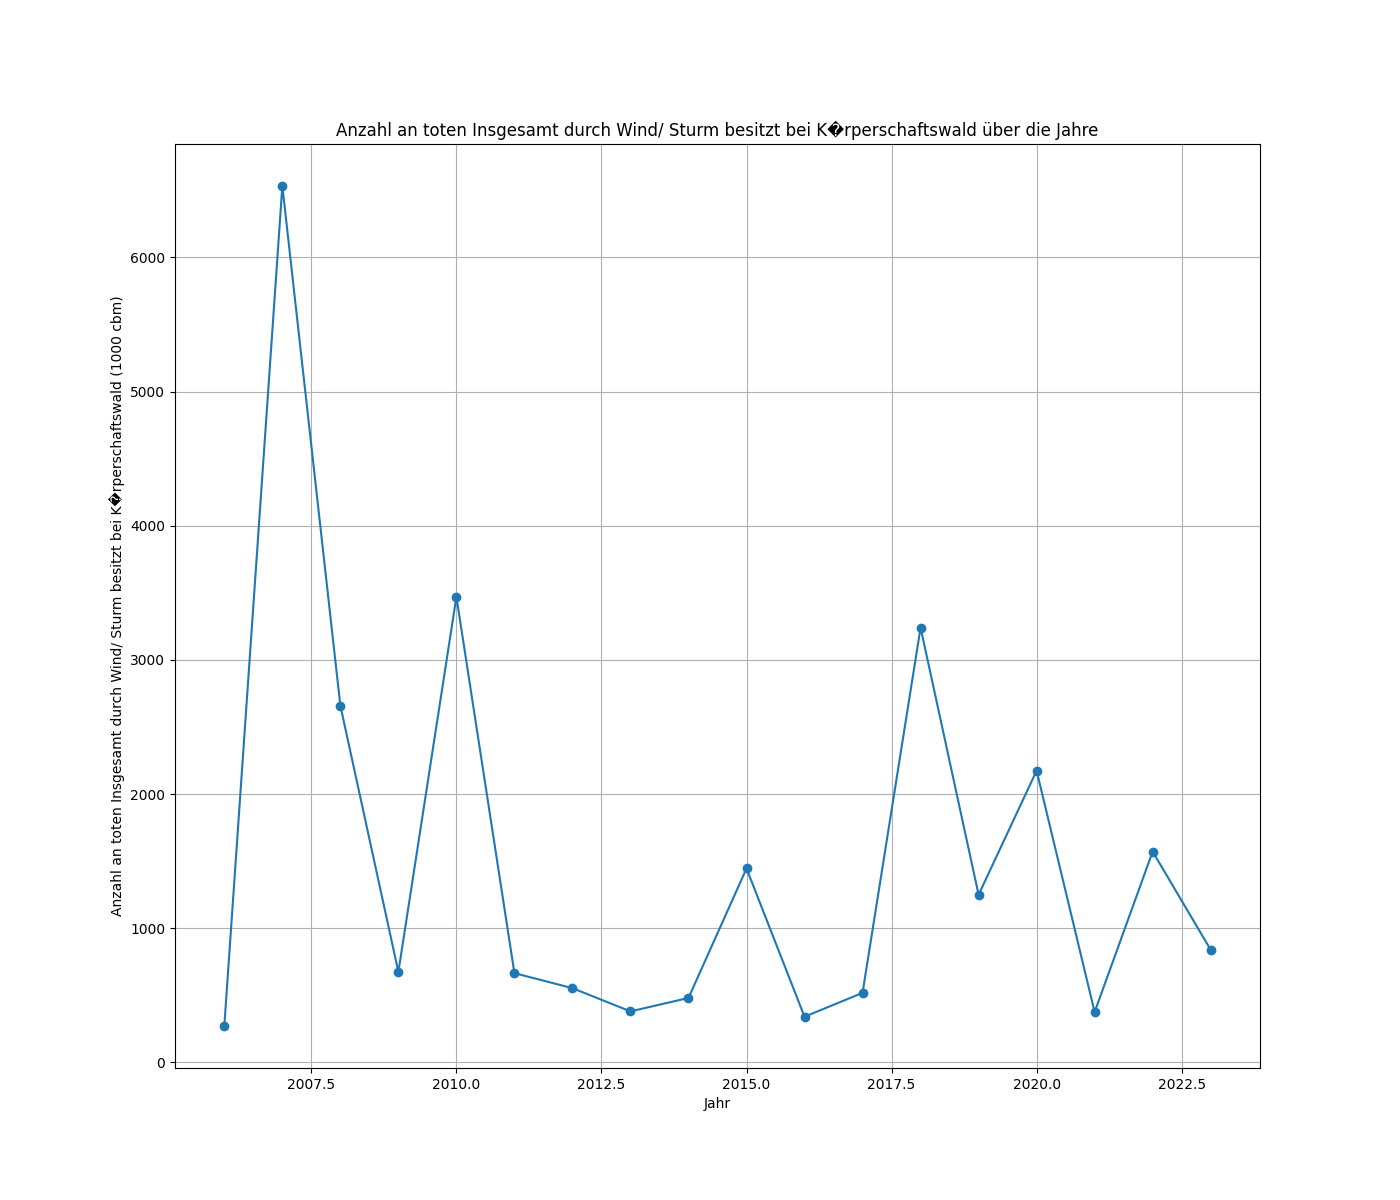 Anzahl an toten Insgesamt durch Wind/ Sturm besitzt bei K�rperschaftswald über die Jahre
Anzahl an toten Insgesamt durch Wind/ Sturm besitzt bei K�rperschaftswald (1000 cbm)
6000
5000
4000
3000
2000
1000
0
2007.5 2010.0 2012.5 2015.0 2017.5 2020.0 2022.5
Jahr